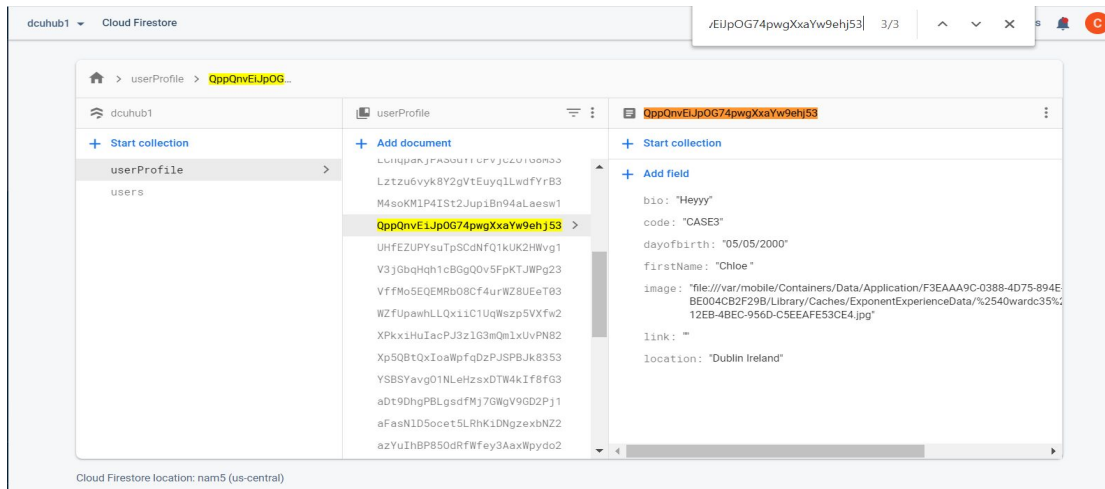 dcuhub1 Cloud Firestore
/EiJpOG74pwgXxaYw9ehj53 3/3
s
C
userProfile > QppQnvEiJpOG...
dcuhub1
userProfile
QppQnvEiJpOG74pwgXxaYw9ehj53
+ Start collection
+ Add document
+ Start collection
userProfile
users
Lztzu6vyk8Y2gVtEuyqlLwdfYrB3
M4soKMlP4ISt2JupiBn94aLaesw1
QppQnvEiJpOG74pwgXxaYw9ehj53
UHfEZUPYsuTpSCdNfQ1kUK2HWvg1
V3jGbqHqh1cBGgQOv5FpKTJWPg23
VffMo5EQEMRbO8Cf4urWZ8UEeT03
WZfUpawhLLQxiiC1UqWszp5VXfw2
XPkxiHuIacPJ3zlG3mQmlxUvPN82
Xp5QBtQxIoaWpfqDzPJSPBJk8353
YSBSYavgO1NLeHzsxDTW4kIf8fG3
aDt9DhgPBLgsdfMj7GWgV9GD2Pj1
aFasNlD5ocet5LRhKiDNgzexbNZ2
azYuIhBP85OdRfWfey3AaxWpydo2
+ Add field
bio: "Heyyy"
code: "CASE3"
dayofbirth: "05/05/2000"
firstName: "Chloe "
image: "file:///var/mobile/Containers/Data/Application/F3EAAA9C-0388-4D75-894E-
BE004CB2F29B/Library/Caches/ExponentExperienceData/%2540wardc35%2
12EB-4BEC-956D-C5EEAFE53CE4.jpg"
link: ""
location: "Dublin Ireland"
Cloud Firestore location: nam5 (us-central)